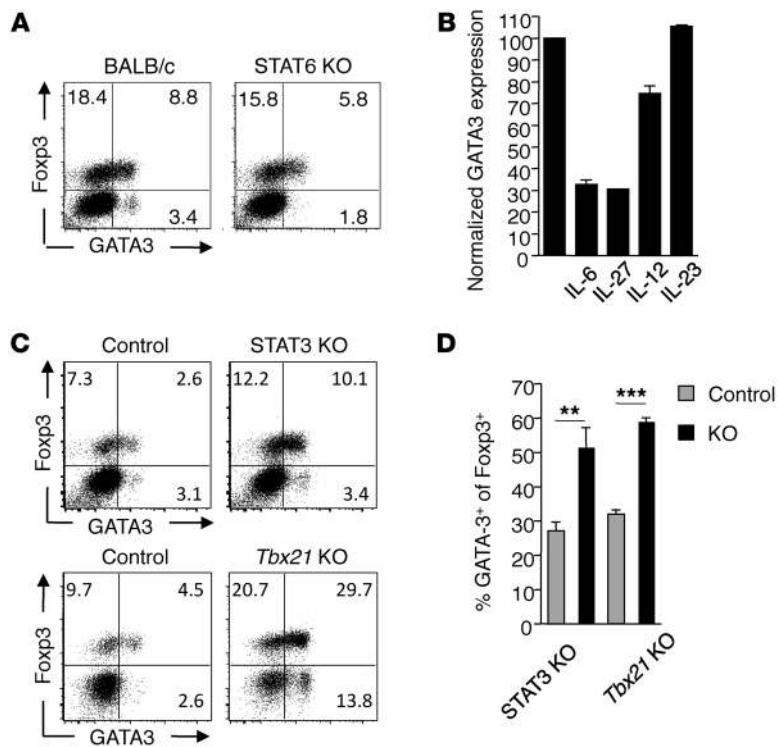 A
BALB/c
STAT6 KO
18.4
8.8
3.4
15.8
5.8
1.8
Foxp3
GATA3
B
Normalized GATA3 expression
100
90
80
70
60
50
40
30
20
10
0
IL-6
IL-27
IL-12
IL-23
C
Control
STAT3 KO
7.3
2.6
3.1
12.2
10.1
3.4
Foxp3
GATA3
Control
Tbx21 KO
9.7
4.5
2.6
20.7
29.7
13.8
Foxp3
GATA3
D
% GATA-3⁺ of Foxp3⁺
70
60
50
40
30
20
10
0
**
***
Control
KO
STAT3 KO
Tbx21 KO